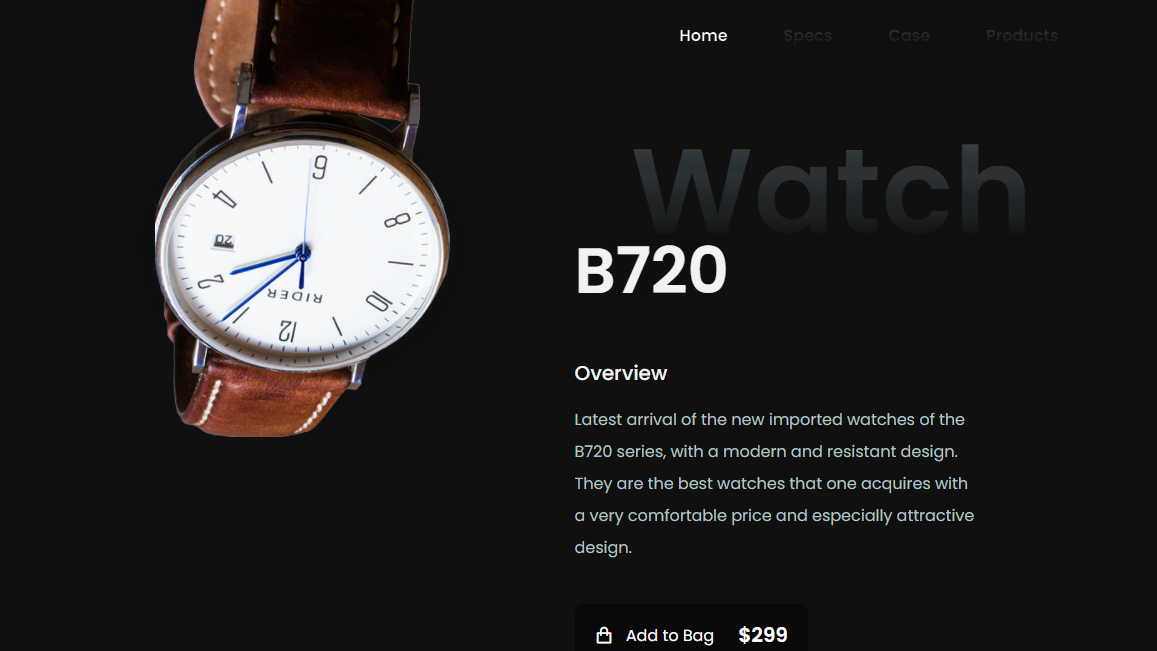 Home Specs Case Products
Watch
B720
Overview
Latest arrival of the new imported watches of the
B720 series, with a modern and resistant design.
They are the best watches that one acquires with
a very comfortable price and especially attractive
design.
Add to Bag $299
6
4
8
20
2
RIDER
10
12